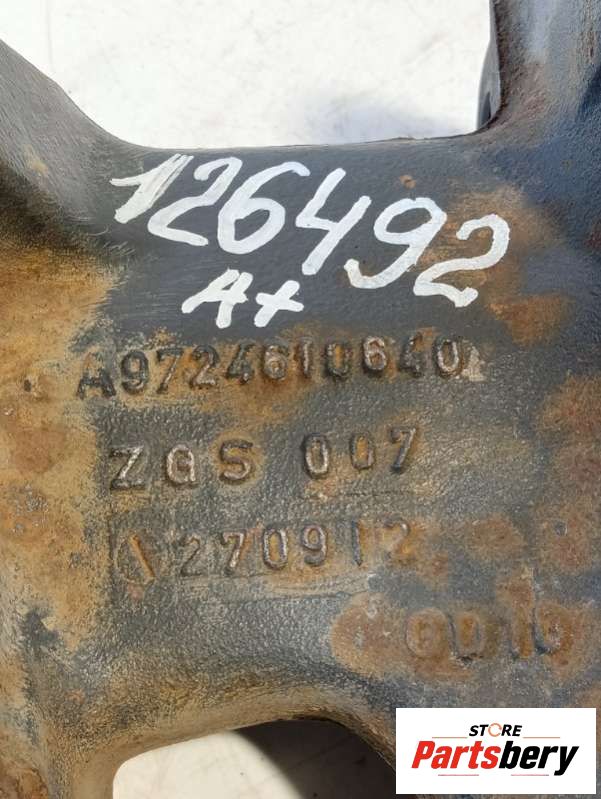 126492
A+
A9724610640
ZGS 007
270912
STORE
Partsbery